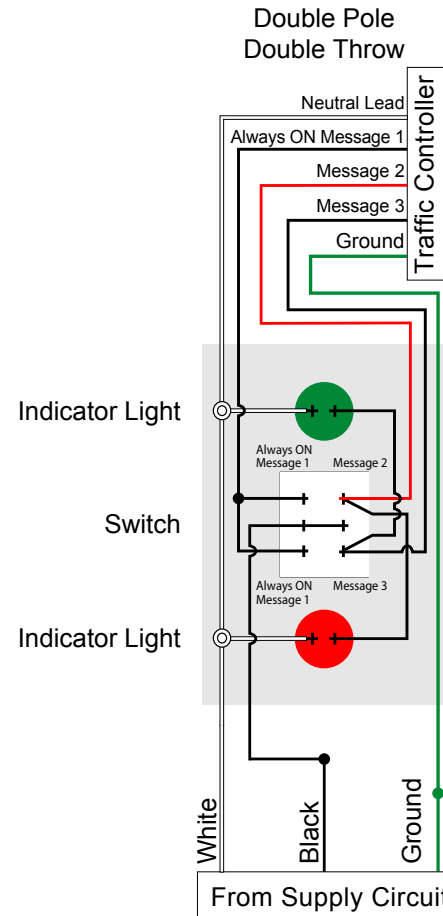 Double Pole
Double Throw
Neutral Lead
Always ON Message 1
Message 2
Message 3
Ground
Traffic Controller
Indicator Light
Always ON
Message 1
Message 2
Switch
Always ON
Message 1
Message 3
Indicator Light
White
Black
Ground
From Supply Circuit